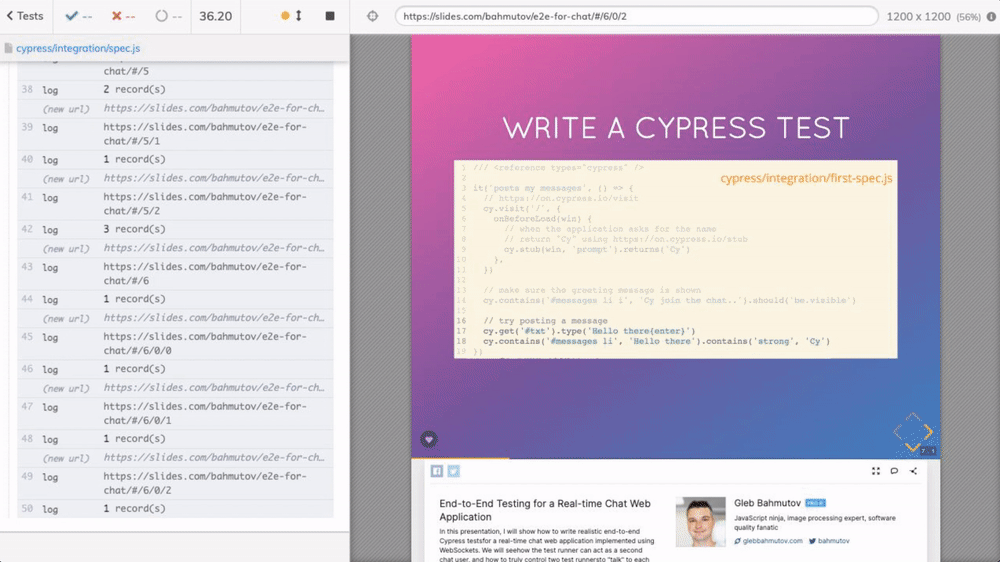 Tests
--
--
--
36.20
https://slides.com/bahmutov/e2e-for-chat/#/6/0/2
1200 x 1200 (56%)
cypress/integration/spec.js
chat/#/5
38 log 2 record(s)
(new url) https://slides.com/bahmutov/e2e-for-ch…
39 log https://slides.com/bahmutov/e2e-for-
chat/#/5/1
40 log 1 record(s)
(new url) https://slides.com/bahmutov/e2e-for-ch…
41 log https://slides.com/bahmutov/e2e-for-
chat/#/5/2
42 log 3 record(s)
(new url) https://slides.com/bahmutov/e2e-for-ch…
43 log https://slides.com/bahmutov/e2e-for-
chat/#/6
44 log 1 record(s)
(new url) https://slides.com/bahmutov/e2e-for-ch…
45 log https://slides.com/bahmutov/e2e-for-
chat/#/6/0/0
46 log 1 record(s)
(new url) https://slides.com/bahmutov/e2e-for-ch…
47 log https://slides.com/bahmutov/e2e-for-
chat/#/6/0/1
48 log 1 record(s)
(new url) https://slides.com/bahmutov/e2e-for-ch…
49 log https://slides.com/bahmutov/e2e-for-
chat/#/6/0/2
50 log 1 record(s)
WRITE A CYPRESS TEST
cypress/integration/first-spec.js
1 /// <reference types="cypress" />
2
3 it('posts my messages', () => {
4 // https://on.cypress.io/visit
5 cy.visit('/', {
6 onBeforeLoad(win) {
7 // when the application asks for the name
8 // return "Cy" using https://on.cypress.io/stub
9 cy.stub(win, 'prompt').returns('Cy')
10 },
11 })
12
13 // make sure the greeting message is shown
14 cy.contains('#messages li i', 'Cy join the chat..').should('be.visible')
15
16 // try posting a message
17 cy.get('#txt').type('Hello there{enter}')
18 cy.contains('#messages li', 'Hello there').contains('strong', 'Cy')
19 })
End-to-End Testing for a Real-time Chat Web
Application
In this presentation, I will show how to write realistic end-to-end
Cypress testsfor a real-time chat web application implemented using
WebSockets. We will seehow the test runner can act as a second
chat user, and how to truly control two test runnersto "talk" to each
Gleb Bahmutov
JavaScript ninja, image processing expert, software
quality fanatic
glebbahmutov.com bahmutov